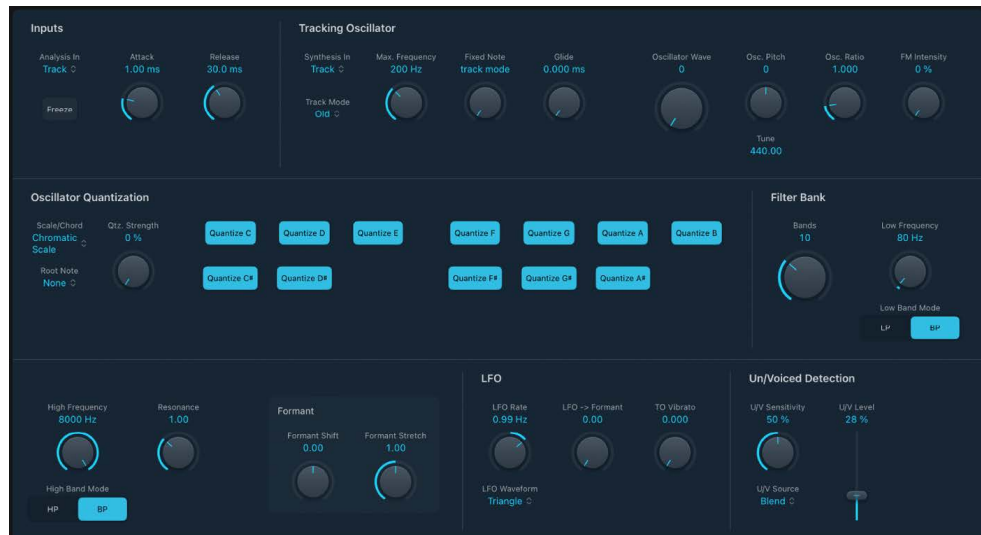 Inputs
Tracking Oscillator
Analysis In
Attack
Release
Synthesis In
Max. Frequency
Fixed Note
Glide
Oscillator Wave
Osc. Pitch
Osc. Ratio
FM Intensity
Track
1.00 ms
30.0 ms
Track
200 Hz
track mode
0.000 ms
0
0
1.000
0 %
Freeze
Track Mode
Old
Tune
440.00
Oscillator Quantization
Filter Bank
Scale/Chord
Qtz. Strength
Bands
Low Frequency
Chromatic
Scale
0 %
Quantize C
Quantize D
Quantize E
Quantize F
Quantize G
Quantize A
Quantize B
10
80 Hz
Root Note
None
Quantize C#
Quantize D#
Quantize F#
Quantize G#
Quantize A#
Low Band Mode
LP
BP
LFO
Un/Voiced Detection
High Frequency
Resonance
Formant
LFO Rate
LFO -> Formant
TO Vibrato
U/V Sensitivity
U/V Level
8000 Hz
1.00
0.99 Hz
0.00
0.000
50 %
28 %
Formant Shift
Formant Stretch
0.00
1.00
High Band Mode
HP
BP
LFO Waveform
Triangle
U/V Source
Blend